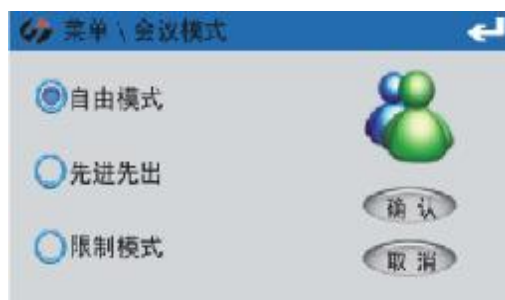 菜单 \ 会议模式
自由模式
先进先出
限制模式
确 认
取 消